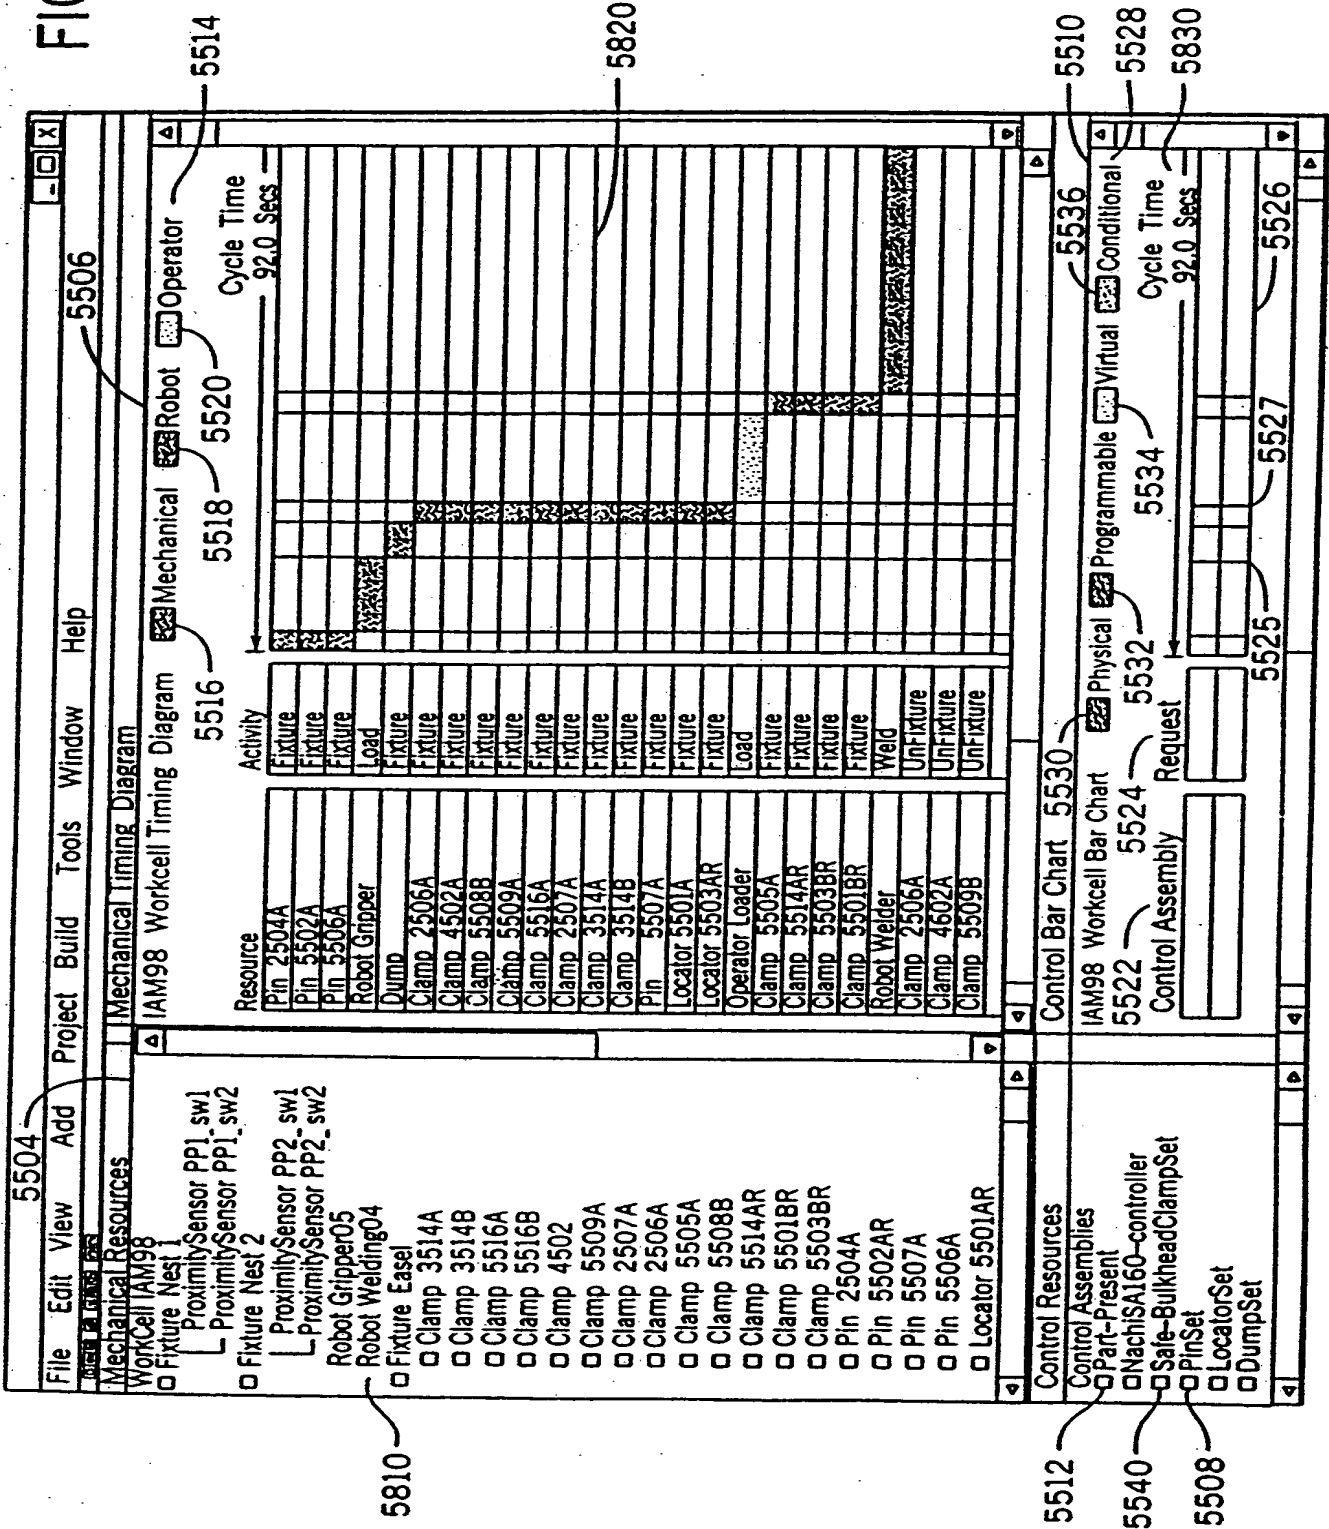 FIG
5504
5506
5514
File Edit View Add Project Build Tools Window Help
Mechanical Resources
Mechanical Timing Diagram
WorkCell IAM98
Fixture Nest 1
ProximitySensor PP1_sw1
ProximitySensor PP1_sw2
Fixture Nest 2
ProximitySensor PP2_sw1
ProximitySensor PP2_sw2
Robot Gripper05
Robot Welding04
Fixture Easel
Clamp 3514A
Clamp 3514B
Clamp 5516A
Clamp 5516B
Clamp 4502
Clamp 5509A
Clamp 2507A
Clamp 2506A
Clamp 5505A
Clamp 5508B
Clamp 5514AR
Clamp 5501BR
Clamp 5503BR
Pin 2504A
Pin 5502AR
Pin 5507A
Pin 5506A
Locator 5501AR
5810
IAM98 Workcell Timing Diagram Mechanical Robot Operator
5516
5518
5520
Cycle Time
92.0 Secs
Resource Activity
Pin 2504A Fixture
Pin 5502A Fixture
Pin 5506A Fixture
Robot Gripper Load
Dump Fixture
Clamp 2506A Fixture
Clamp 4502A Fixture
Clamp 5508B Fixture
Clamp 5509A Fixture
Clamp 5516A Fixture
Clamp 2507A Fixture
Clamp 3514A Fixture
Clamp 3514B Fixture
Pin 5507A Fixture
Locator 5501A Fixture
Locator 5503AR Fixture
Operator Loader Load
Clamp 5505A Fixture
Clamp 5514AR Fixture
Clamp 5503BR Fixture
Clamp 5501BR Fixture
Robot Welder Weld
Clamp 2506A UnFixture
Clamp 4602A UnFixture
Clamp 5509B UnFixture
5820
Control Resources
Control Assemblies
Part-Present
NachiSA160-controller
Safe-BulkheadClampSet
PinSet
LocatorSet
DumpSet
5512
5540
5508
Control Bar Chart 5530
5536
5510
IAM98 Workcell Bar Chart Physical Programmable Virtual Conditional
5528
5522
5524
5532
5534
Control Assembly Request
Cycle Time
92.0 Secs
5830
5525
5527
5526